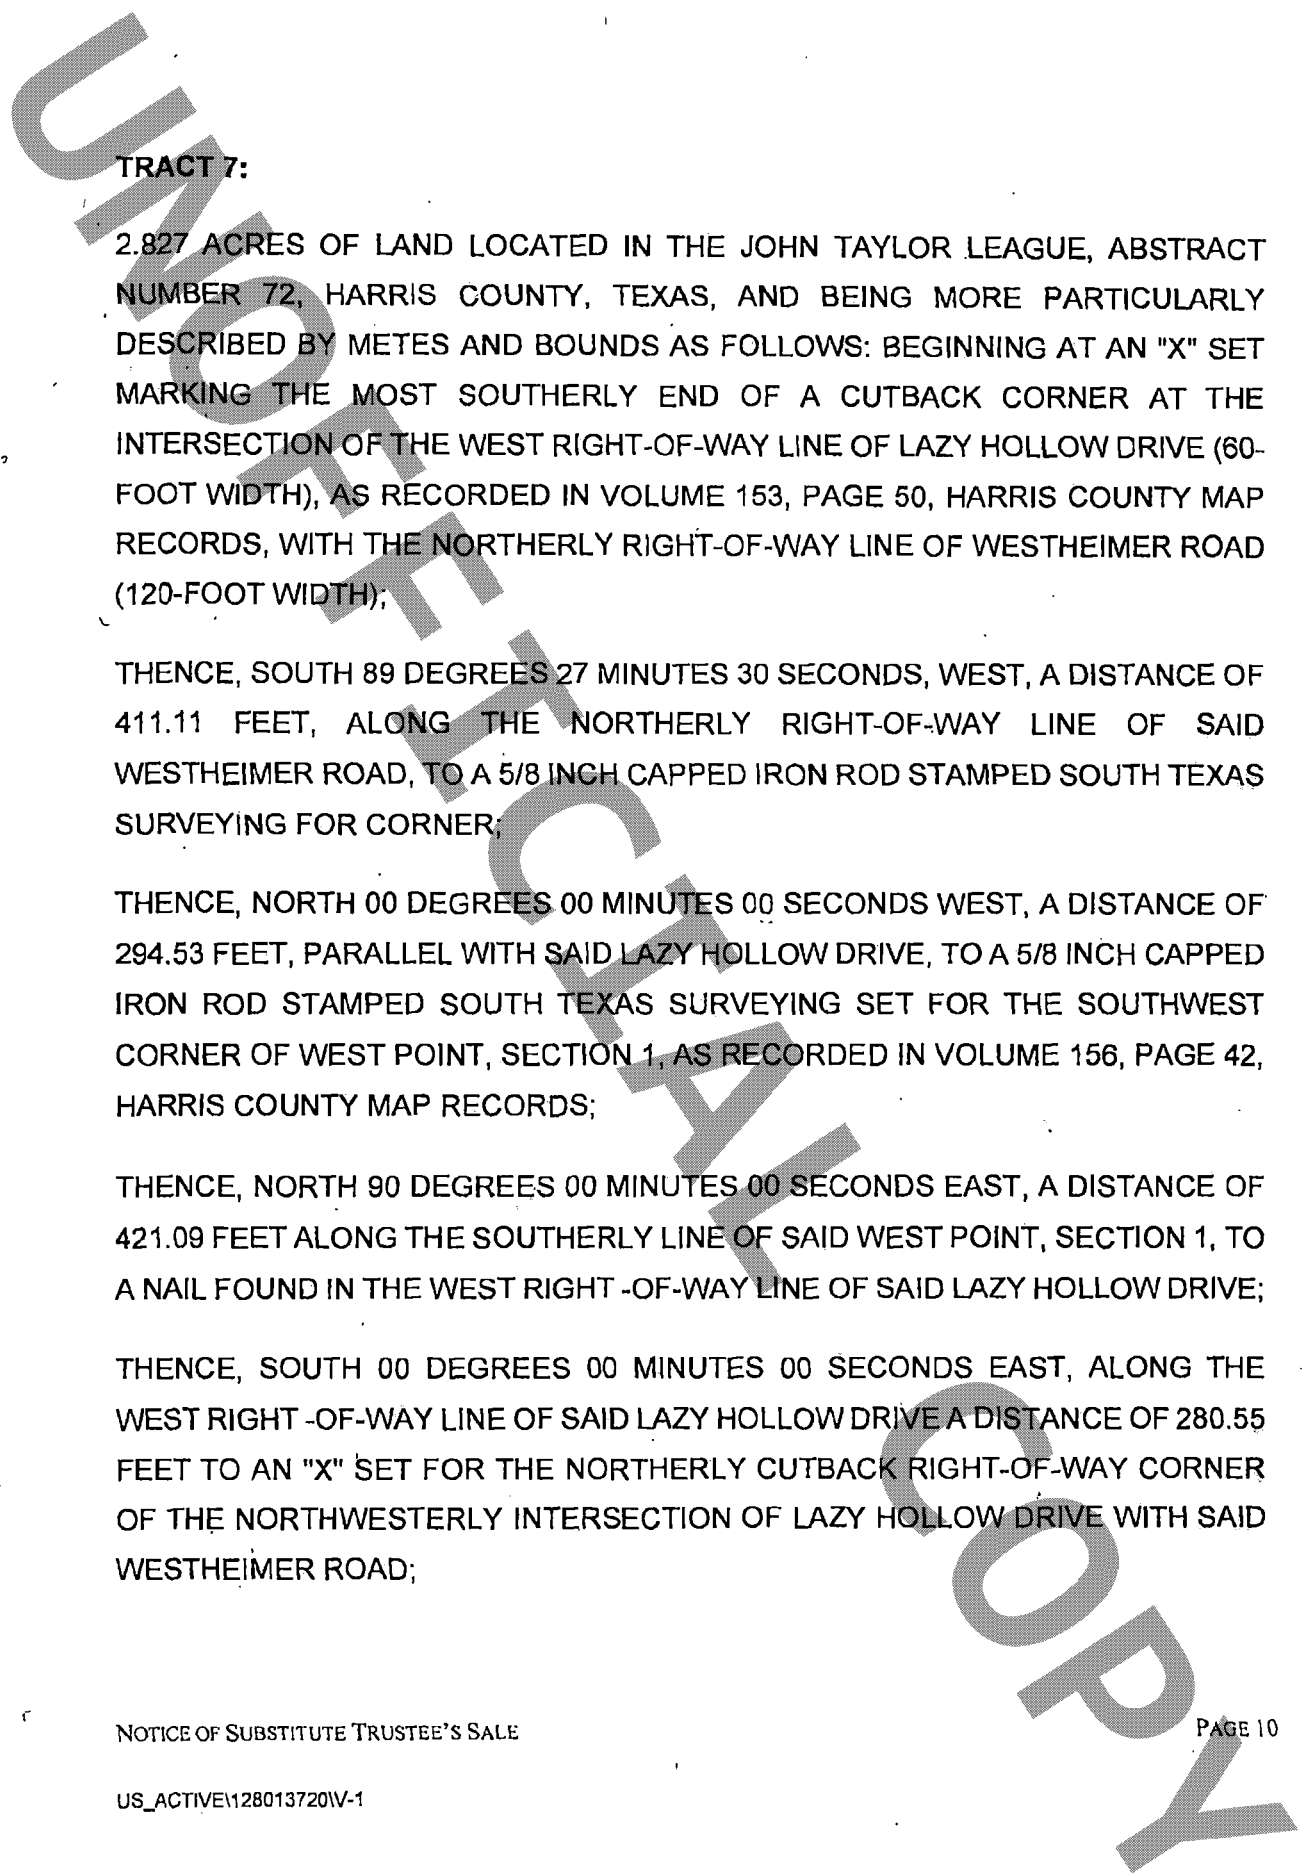 TRACT 7:
2.827 ACRES OF LAND LOCATED IN THE JOHN TAYLOR LEAGUE, ABSTRACT
NUMBER 72, HARRIS COUNTY, TEXAS, AND BEING MORE PARTICULARLY
DESCRIBED BY METES AND BOUNDS AS FOLLOWS: BEGINNING AT AN "X" SET
MARKING THE MOST SOUTHERLY END OF A CUTBACK CORNER AT THE
INTERSECTION OF THE WEST RIGHT-OF-WAY LINE OF LAZY HOLLOW DRIVE (60-
FOOT WIDTH), AS RECORDED IN VOLUME 153, PAGE 50, HARRIS COUNTY MAP
RECORDS, WITH THE NORTHERLY RIGHT-OF-WAY LINE OF WESTHEIMER ROAD
(120-FOOT WIDTH);
THENCE, SOUTH 89 DEGREES 27 MINUTES 30 SECONDS, WEST, A DISTANCE OF
411.11 FEET, ALONG THE NORTHERLY RIGHT-OF-WAY LINE OF SAID
WESTHEIMER ROAD, TO A 5/8 INCH CAPPED IRON ROD STAMPED SOUTH TEXAS
SURVEYING FOR CORNER;
THENCE, NORTH 00 DEGREES 00 MINUTES 00 SECONDS WEST, A DISTANCE OF
294.53 FEET, PARALLEL WITH SAID LAZY HOLLOW DRIVE, TO A 5/8 INCH CAPPED
IRON ROD STAMPED SOUTH TEXAS SURVEYING SET FOR THE SOUTHWEST
CORNER OF WEST POINT, SECTION 1, AS RECORDED IN VOLUME 156, PAGE 42,
HARRIS COUNTY MAP RECORDS;
THENCE, NORTH 90 DEGREES 00 MINUTES 00 SECONDS EAST, A DISTANCE OF
421.09 FEET ALONG THE SOUTHERLY LINE OF SAID WEST POINT, SECTION 1, TO
A NAIL FOUND IN THE WEST RIGHT -OF-WAY LINE OF SAID LAZY HOLLOW DRIVE;
THENCE, SOUTH 00 DEGREES 00 MINUTES 00 SECONDS EAST, ALONG THE
WEST RIGHT -OF-WAY LINE OF SAID LAZY HOLLOW DRIVE A DISTANCE OF 280.55
FEET TO AN "X" SET FOR THE NORTHERLY CUTBACK RIGHT-OF-WAY CORNER
OF THE NORTHWESTERLY INTERSECTION OF LAZY HOLLOW DRIVE WITH SAID
WESTHEIMER ROAD;
NOTICE OF SUBSTITUTE TRUSTEE'S SALE
PAGE 10
US_ACTIVE\128013720\V-1
UNOFFICIAL COPY